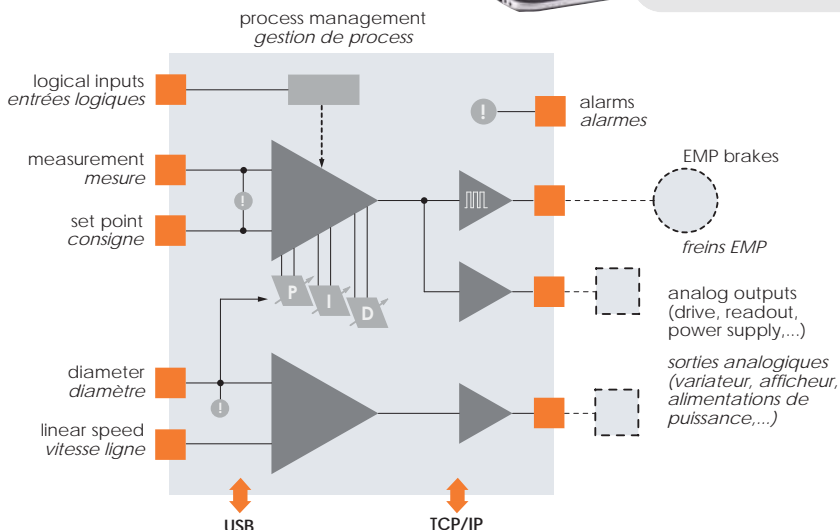 process management
gestion de process
logical inputs
entrées logiques
!
alarms
alarmes
measurement
mesure
!
EMP brakes
set point
consigne
freins EMP
P
I
D
analog outputs
(drive, readout,
power supply,...)
sorties analogiques
(variateur, afficheur,
alimentations de
puissance,...)
diameter
diamètre
!
linear speed
vitesse ligne
USB
TCP/IP